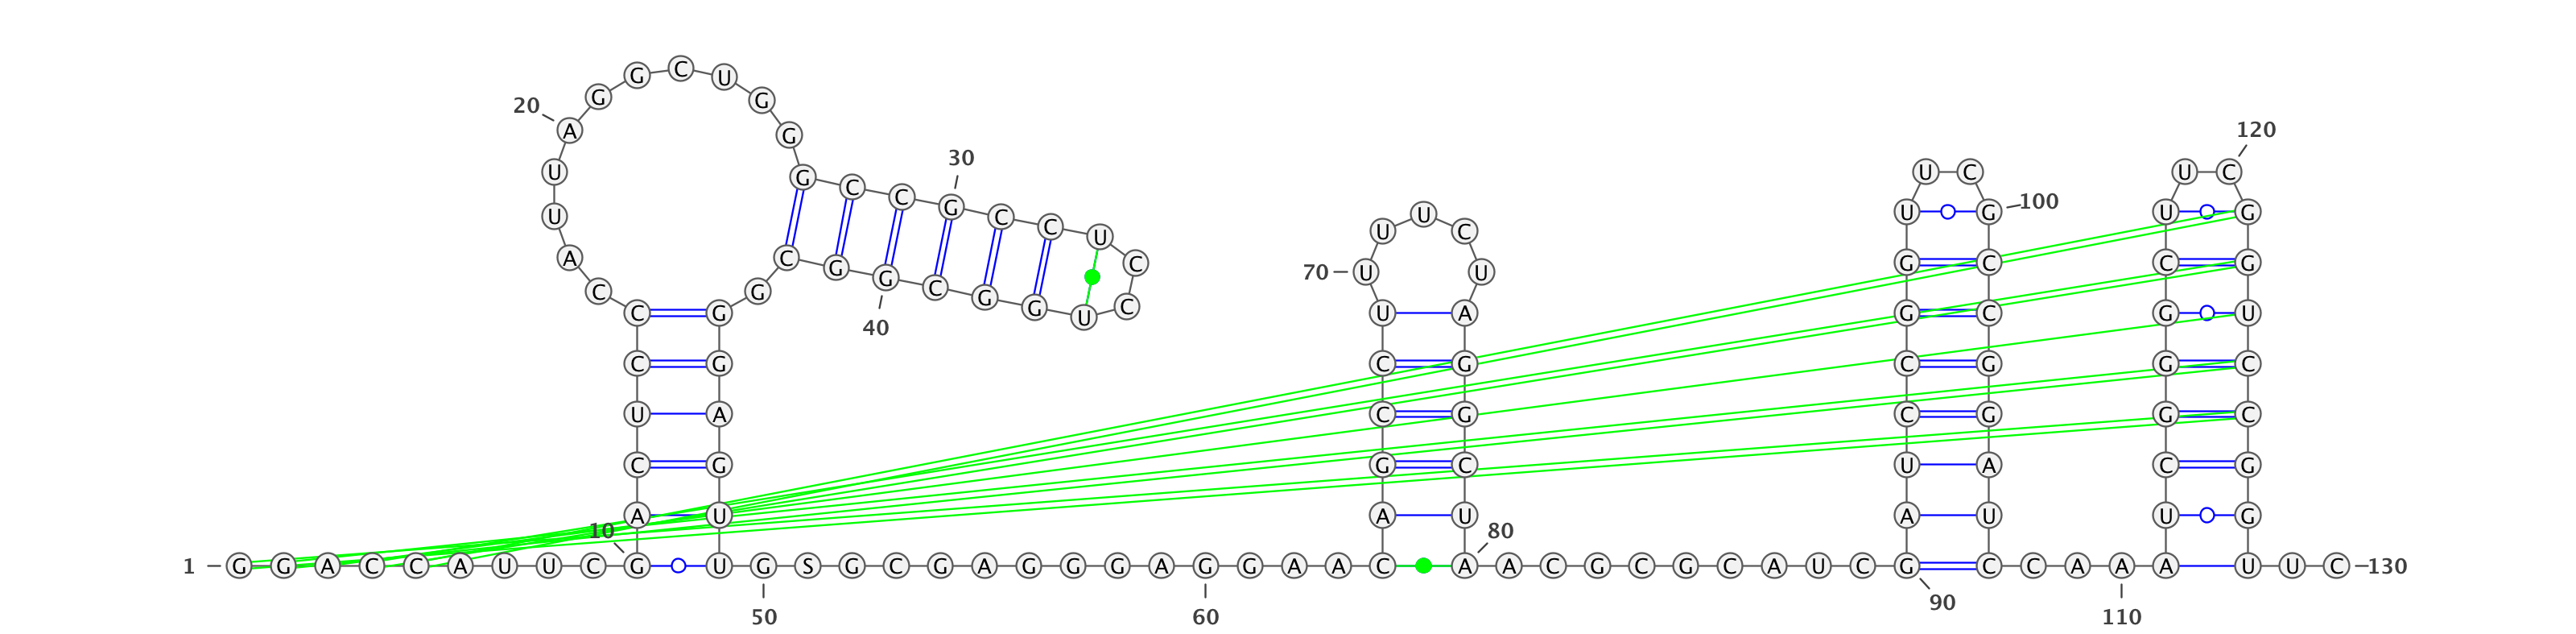 1
G G A C C A U U C G
10
A C U C C C A U U A
20
G G C U G G G C C G
30
C C U C C U G G C G
40
G C G G G A G U U G
50
S G C G A G G G A G
60
G A A C A G C C U U
70
U U C U A G G C U A
80
A C G C G C A U C G
90
A U C C G G U U C G
100
C C G G A U C C A A
110
A U C G G G C U U C
120
G G U C C G G U U C
130